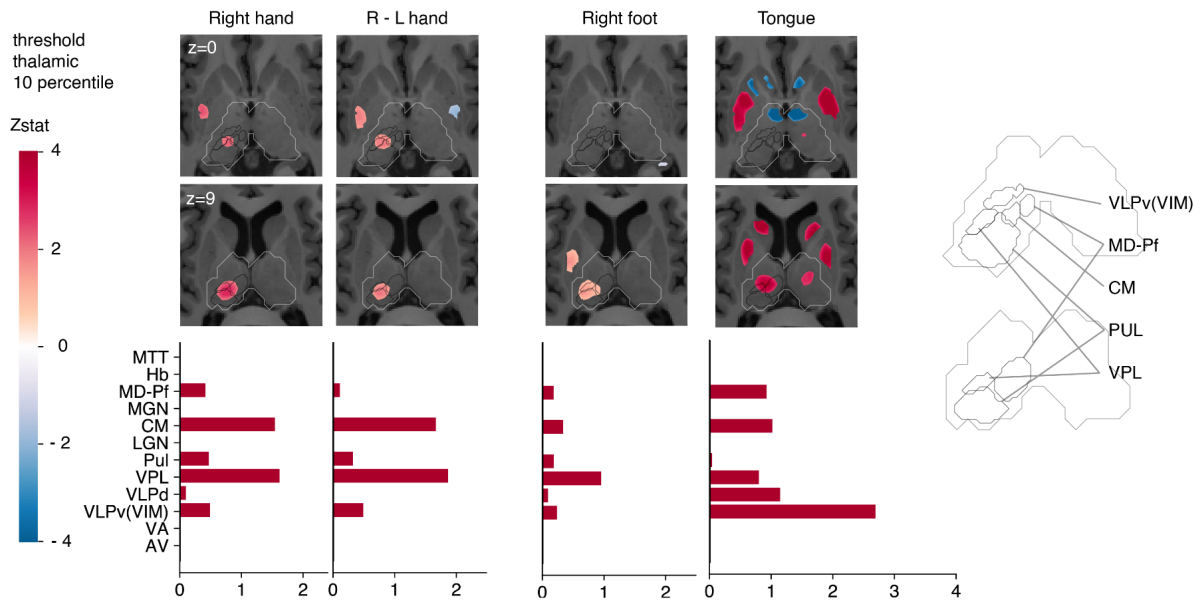 Right hand
R - L hand
Right foot
Tongue
threshold
thalamic
10 percentile
Zstat
4
2
0
- 2
- 4
z=0
z=9
VLPv(VIM)
MD-Pf
CM
PUL
VPL
MTT
Hb
MD-Pf
MGN
CM
LGN
Pul
VPL
VLPd
VLPv(VIM)
VA
AV
0 1 2
0 1 2
0 1 2
0 1 2 3 4